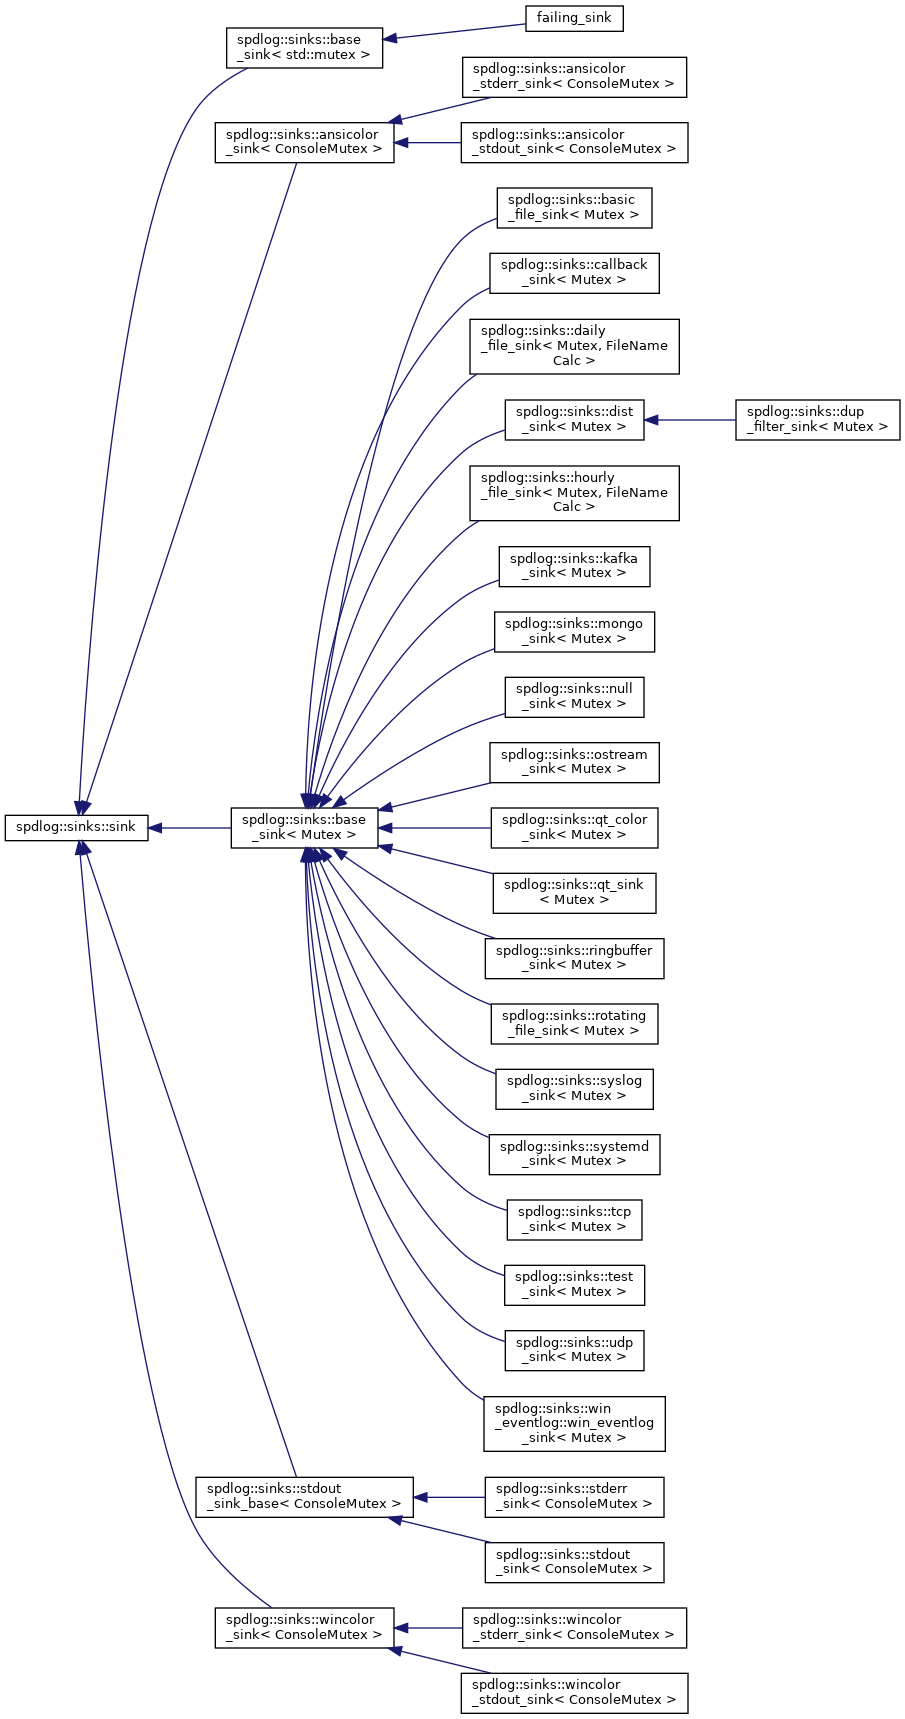 failing_sink
spdlog::sinks::base
_sink< std::mutex >
spdlog::sinks::ansicolor
_stderr_sink< ConsoleMutex >
spdlog::sinks::ansicolor
_sink< ConsoleMutex >
spdlog::sinks::ansicolor
_stdout_sink< ConsoleMutex >
spdlog::sinks::basic
_file_sink< Mutex >
spdlog::sinks::callback
_sink< Mutex >
spdlog::sinks::daily
_file_sink< Mutex, FileName
Calc >
spdlog::sinks::dist
_sink< Mutex >
spdlog::sinks::dup
_filter_sink< Mutex >
spdlog::sinks::hourly
_file_sink< Mutex, FileName
Calc >
spdlog::sinks::kafka
_sink< Mutex >
spdlog::sinks::mongo
_sink< Mutex >
spdlog::sinks::null
_sink< Mutex >
spdlog::sinks::ostream
_sink< Mutex >
spdlog::sinks::sink
spdlog::sinks::base
_sink< Mutex >
spdlog::sinks::qt_color
_sink< Mutex >
spdlog::sinks::qt_sink
< Mutex >
spdlog::sinks::ringbuffer
_sink< Mutex >
spdlog::sinks::rotating
_file_sink< Mutex >
spdlog::sinks::syslog
_sink< Mutex >
spdlog::sinks::systemd
_sink< Mutex >
spdlog::sinks::tcp
_sink< Mutex >
spdlog::sinks::test
_sink< Mutex >
spdlog::sinks::udp
_sink< Mutex >
spdlog::sinks::win
_eventlog::win_eventlog
_sink< Mutex >
spdlog::sinks::stdout
_sink_base< ConsoleMutex >
spdlog::sinks::stderr
_sink< ConsoleMutex >
spdlog::sinks::stdout
_sink< ConsoleMutex >
spdlog::sinks::wincolor
_sink< ConsoleMutex >
spdlog::sinks::wincolor
_stderr_sink< ConsoleMutex >
spdlog::sinks::wincolor
_stdout_sink< ConsoleMutex >